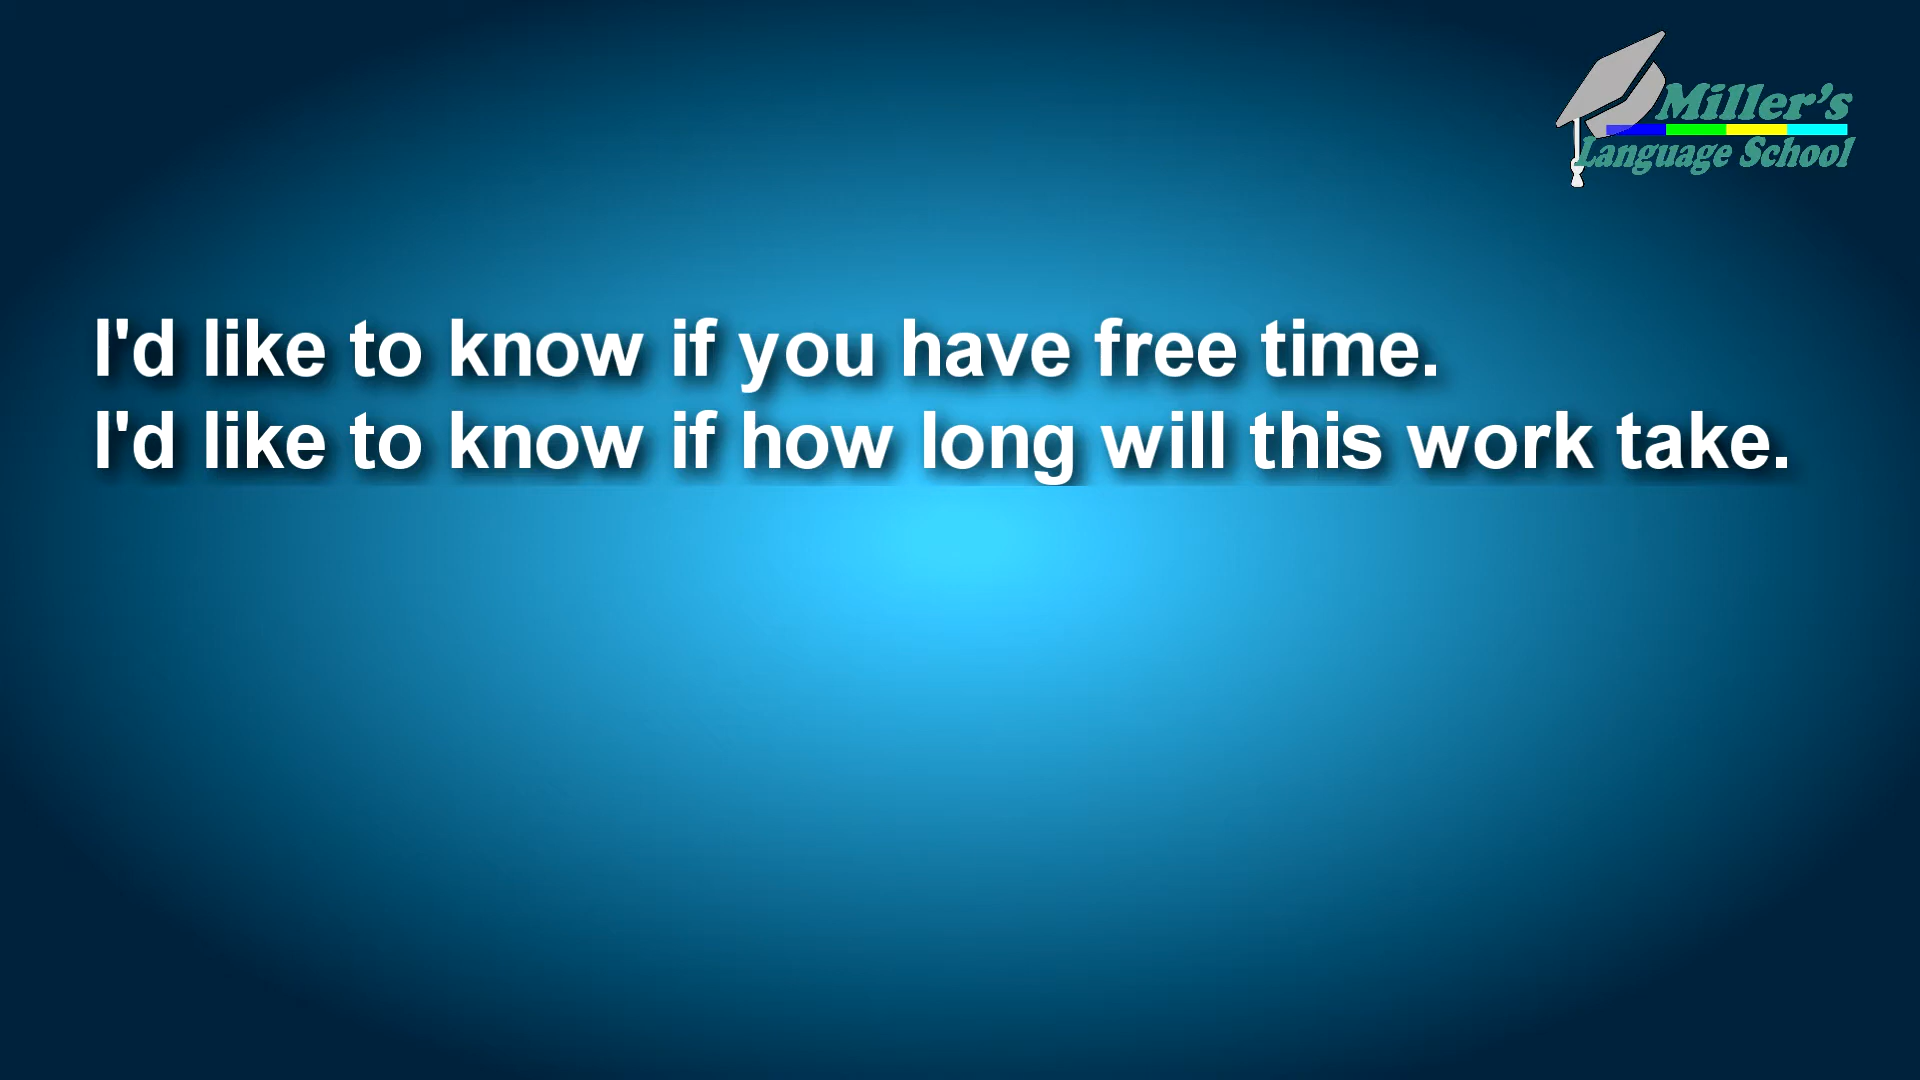 Miller's
Language School
I'd like to know if you have free time.
I'd like to know if how long will this work take.